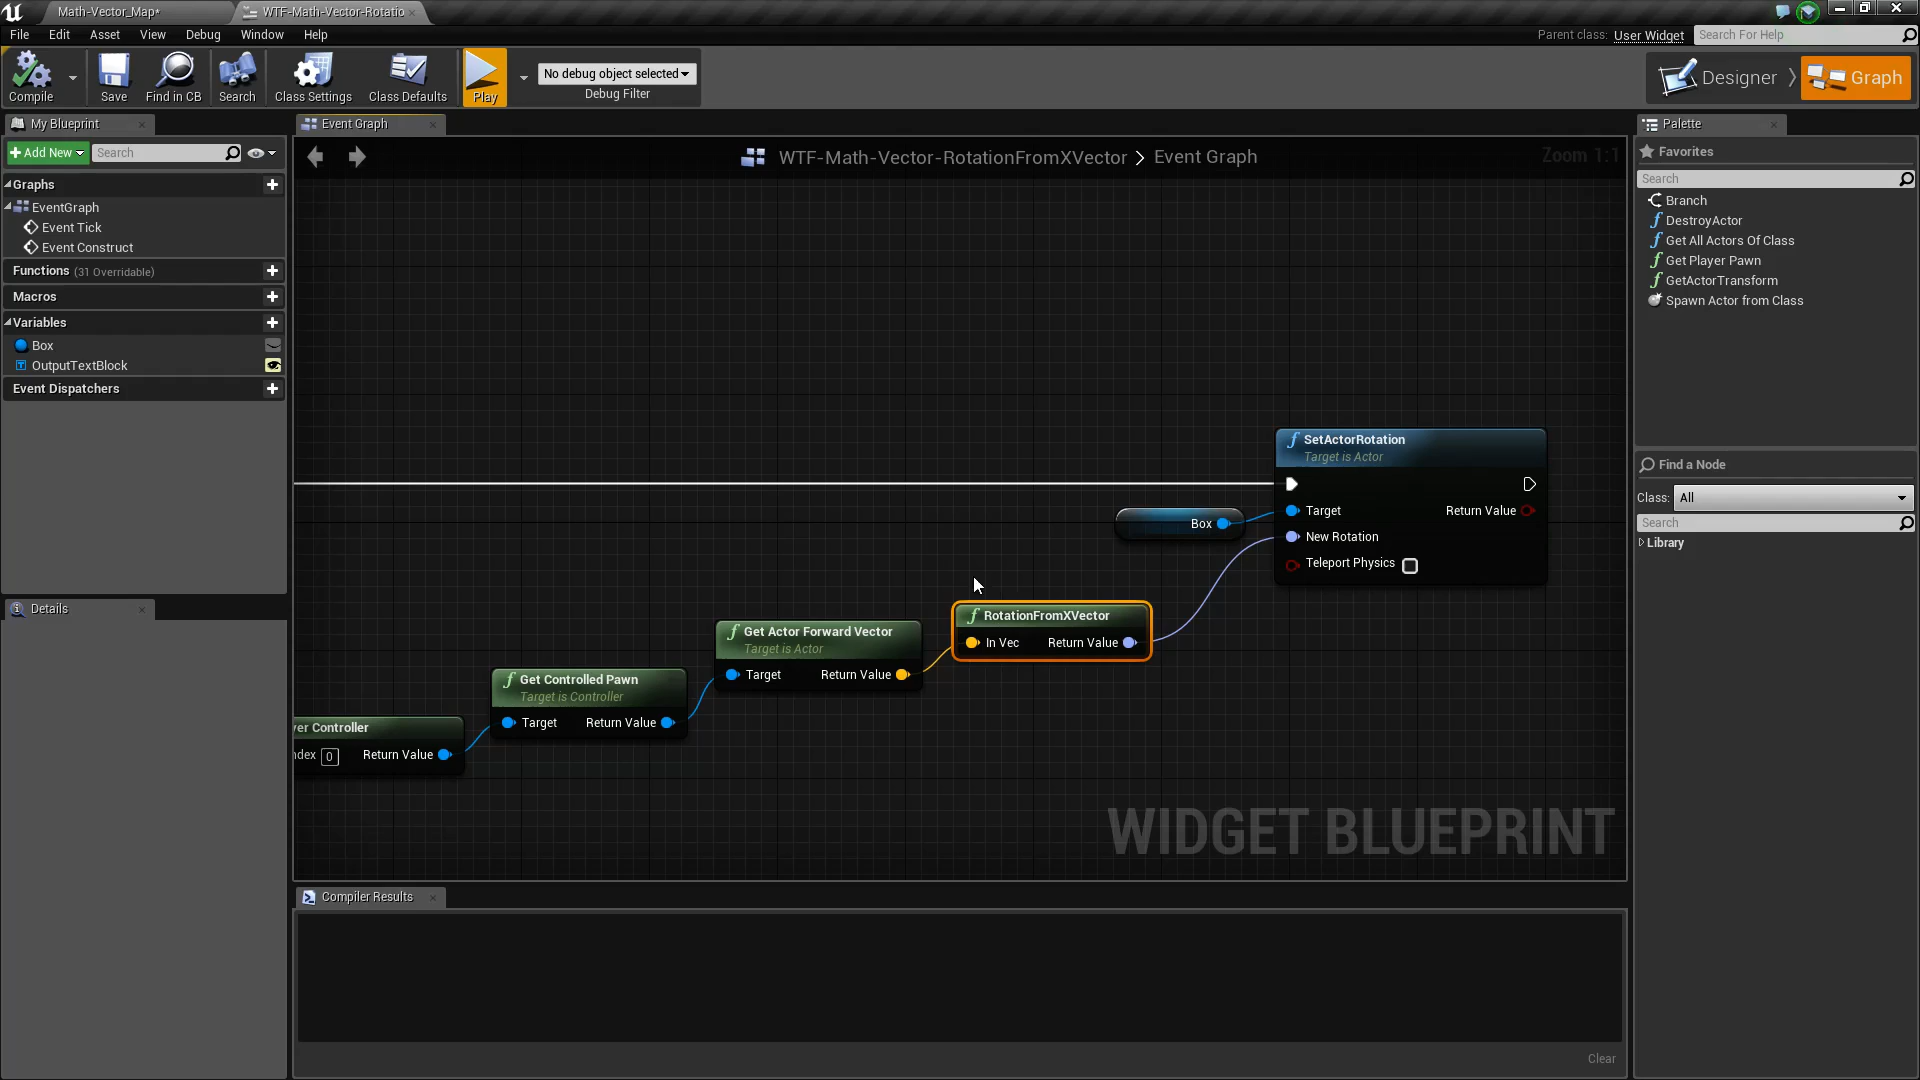 Math-Vector_Map*
WTF-Math-Vector-Rotatio
File Edit Asset View Debug Window Help
Parent class: User Widget
Search For Help
Compile
Save
Find in CB
Search
Class Settings
Class Defaults
Play
No debug object selected
Debug Filter
Designer
Graph
My Blueprint
Add New
Search
Graphs
EventGraph
Event Tick
Event Construct
Functions (31 Overridable)
Macros
Variables
Box
OutputTextBlock
Event Dispatchers
Details
Event Graph
WTF-Math-Vector-RotationFromXVector > Event Graph
Zoom 1:1
SetActorRotation
Target is Actor
Target
Return Value
New Rotation
Teleport Physics
Box
RotationFromXVector
In Vec
Return Value
Get Actor Forward Vector
Target is Actor
Target
Return Value
Get Controlled Pawn
Target is Controller
Target
Return Value
ver Controller
ndex 0
Return Value
WIDGET BLUEPRINT
Compiler Results
Clear
Palette
Favorites
Search
Branch
DestroyActor
Get All Actors Of Class
Get Player Pawn
GetActorTransform
Spawn Actor from Class
Find a Node
Class: All
Search
Library